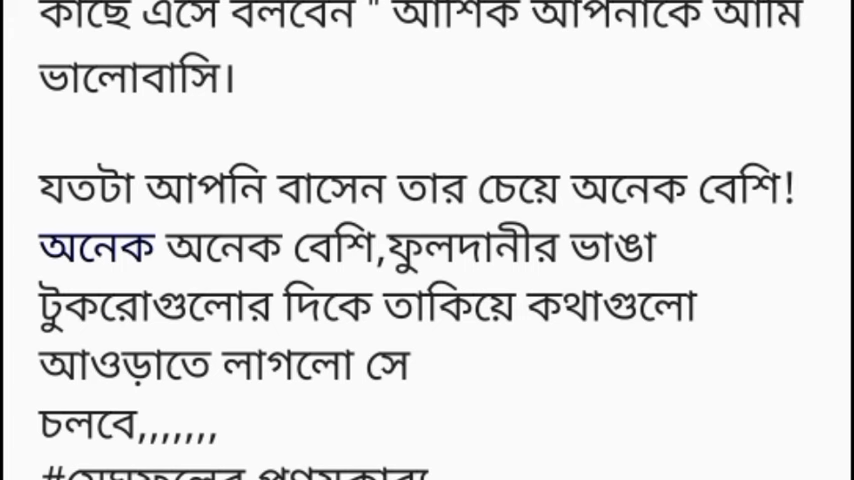 কাছে এসে বলবেন " আশিক আপনাকে আমি
ভালোবাসি।
যতটা আপনি বাসেন তার চেয়ে অনেক বেশি!
অনেক অনেক বেশি,ফুলদানীর ভাঙা
টুকরোগুলোর দিকে তাকিয়ে কথাগুলো
আওড়াতে লাগলো সে
চলবে,,,,,,,